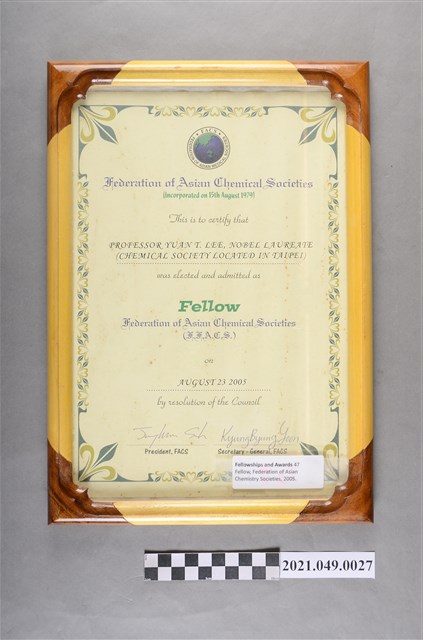 FACS
Federation of Asian Chemical Societies
(Incorporated on 15th August 1979)
This is to certify that
PROFESSOR YUAN T. LEE, NOBEL LAUREATE
(CHEMICAL SOCIETY LOCATED IN TAIPEI)
was elected and admitted as
Fellow
Federation of Asian Chemical Societies
(F.F.A.C.S.)
on
AUGUST 23 2005
by resolution of the Council
President, FACS
Secretary - General, FACS
Fellowships and Awards 47
Fellow, Federation of Asian
Chemistry Societies, 2005.
2021.049.0027